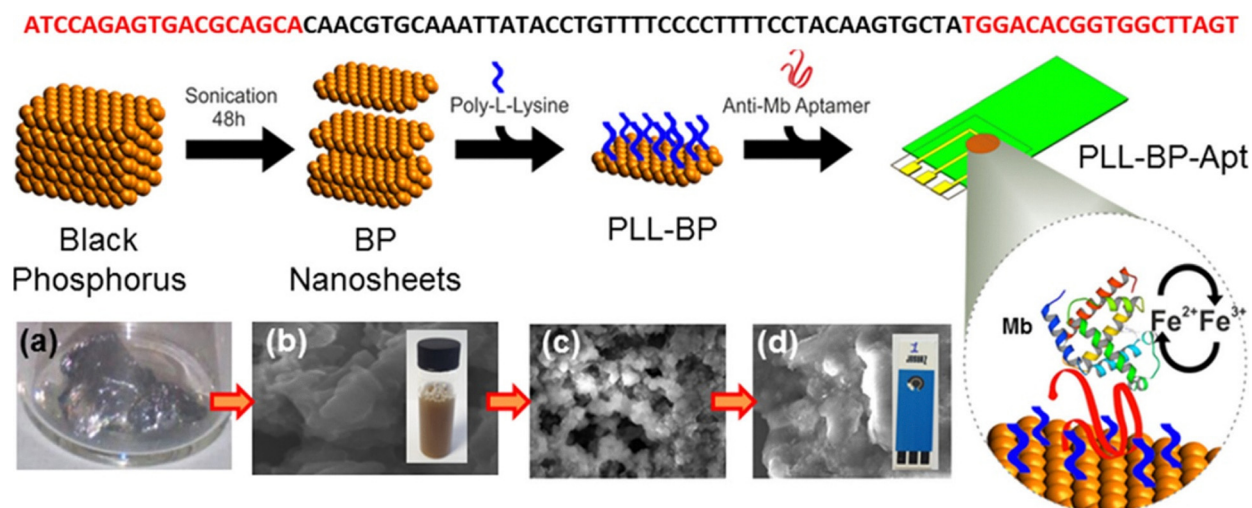 ATCCAGAGTGACGCAGCACAACGTGCAAATTATACCTGTTTTCCCCTTTTCCTACAAGTGCTATGGACACGGTGGCTTAGT
Sonication
48h
Poly-L-Lysine
Anti-Mb Aptamer
PLL-BP-Apt
Black
Phosphorus
BP
Nanosheets
PLL-BP
Mb
Fe²⁺Fe³⁺
(a)
(b)
(c)
(d)